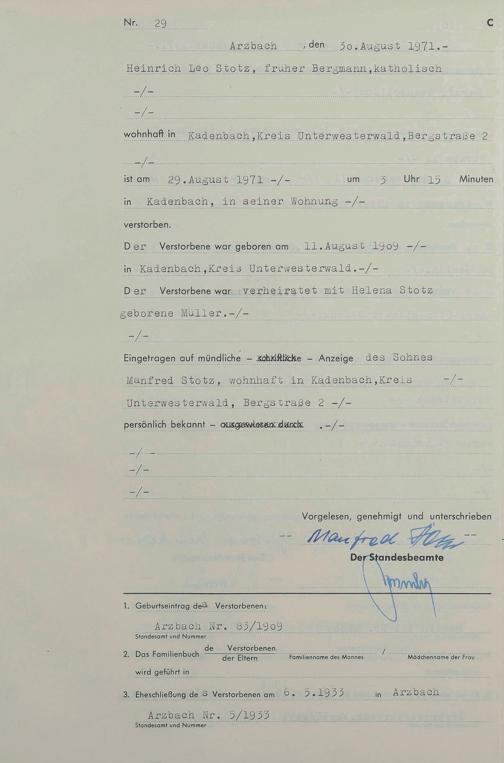 Nr. 29 C
Arzbach , den 30. August 1971.-
Heinrich Leo Stotz, früher Bergmann, katholisch
-/-
-/-
wohnhaft in Kadenbach, Kreis Unterwesterwald, Bergstraße 2
-/-
ist am 29. August 1971 -/- um 3 Uhr 15 Minuten
in Kadenbach, in seiner Wohnung -/-
verstorben.
Der Verstorbene war geboren am 11. August 1909 -/-
in Kadenbach, Kreis Unterwesterwald.-/-
Der Verstorbene war verheiratet mit Helena Stotz
geborene Müller.-/-
-/-
Eingetragen auf mündliche – schriftliche – Anzeige des Sohnes
Manfred Stotz, wohnhaft in Kadenbach, Kreis -/-
Unterwesterwald, Bergstraße 2 -/-
persönlich bekannt – ausgewiesen durch .-/-
-/- -
-/-
-/-
Vorgelesen, genehmigt und unterschrieben
-- Manfred --
Der Standesbeamte
1. Geburtseintrag des Verstorbenen:
Arzbach Nr. 83/1909
Standesamt und Nummer
2. Das Familienbuch de Verstorbenen /
der Eltern Familienname des Mannes Mädchenname der Frau
wird geführt in
3. Eheschließung des Verstorbenen am 6. 5.1933 in Arzbach
Arzbach Nr. 5/1933
Standesamt und Nummer